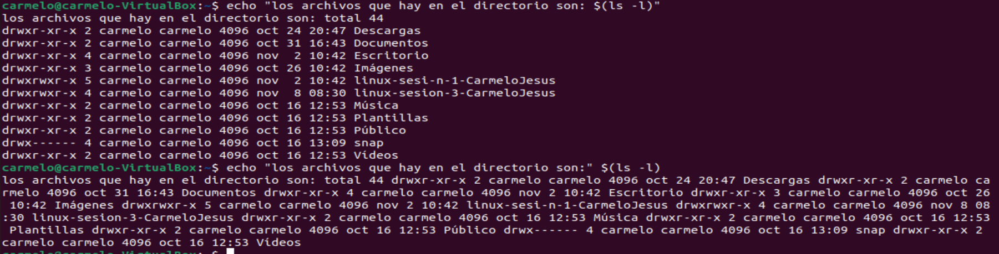 carmelo@carmelo-VirtualBox:~$ echo "los archivos que hay en el directorio son: $(ls -l)"
los archivos que hay en el directorio son: total 44
drwxr-xr-x 2 carmelo carmelo 4096 oct 24 20:47 Descargas
drwxr-xr-x 2 carmelo carmelo 4096 oct 31 16:43 Documentos
drwxr-xr-x 4 carmelo carmelo 4096 nov  2 10:42 Escritorio
drwxr-xr-x 3 carmelo carmelo 4096 oct 26 10:42 Imágenes
drwxrwxr-x 5 carmelo carmelo 4096 nov  2 10:42 linux-sesi-n-1-CarmeloJesus
drwxrwxr-x 4 carmelo carmelo 4096 nov  8 08:30 linux-sesion-3-CarmeloJesus
drwxr-xr-x 2 carmelo carmelo 4096 oct 16 12:53 Música
drwxr-xr-x 2 carmelo carmelo 4096 oct 16 12:53 Plantillas
drwxr-xr-x 2 carmelo carmelo 4096 oct 16 12:53 Público
drwx------ 4 carmelo carmelo 4096 oct 16 13:09 snap
drwxr-xr-x 2 carmelo carmelo 4096 oct 16 12:53 Vídeos
carmelo@carmelo-VirtualBox:~$ echo "los archivos que hay en el directorio son:" $(ls -l)
los archivos que hay en el directorio son: total 44 drwxr-xr-x 2 carmelo carmelo 4096 oct 24 20:47 Descargas drwxr-xr-x 2 carmelo ca
rmelo 4096 oct 31 16:43 Documentos drwxr-xr-x 4 carmelo carmelo 4096 nov 2 10:42 Escritorio drwxr-xr-x 3 carmelo carmelo 4096 oct 26
 10:42 Imágenes drwxrwxr-x 5 carmelo carmelo 4096 nov 2 10:42 linux-sesi-n-1-CarmeloJesus drwxrwxr-x 4 carmelo carmelo 4096 nov 8 08
:30 linux-sesion-3-CarmeloJesus drwxr-xr-x 2 carmelo carmelo 4096 oct 16 12:53 Música drwxr-xr-x 2 carmelo carmelo 4096 oct 16 12:53
 Plantillas drwxr-xr-x 2 carmelo carmelo 4096 oct 16 12:53 Público drwx------ 4 carmelo carmelo 4096 oct 16 13:09 snap drwxr-xr-x 2
carmelo carmelo 4096 oct 16 12:53 Vídeos
carmelo@carmelo-VirtualBox:~$